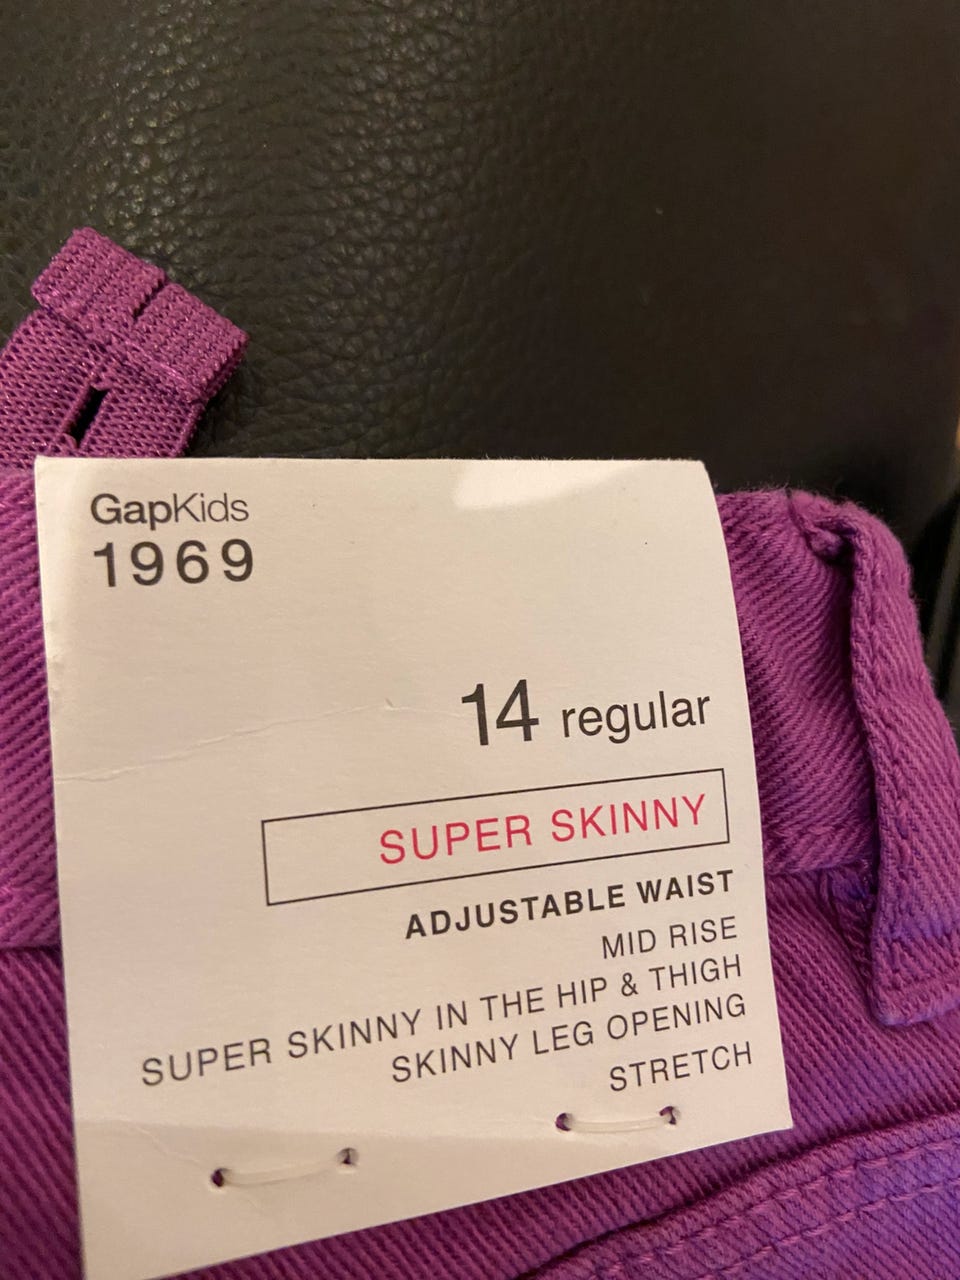 GapKids
1969
14 regular
SUPER SKINNY
ADJUSTABLE WAIST
MID RISE
SUPER SKINNY IN THE HIP & THIGH
SKINNY LEG OPENING
STRETCH